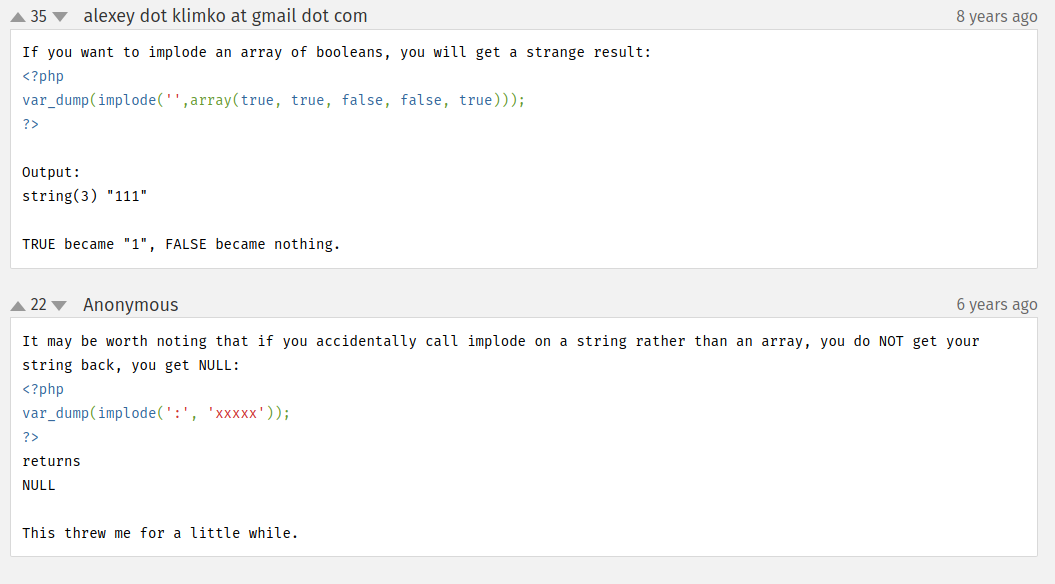 35 alexey dot klimko at gmail dot com 8 years ago
If you want to implode an array of booleans, you will get a strange result:
<?php
var_dump(implode('',array(true, true, false, false, true)));
?>
Output:
string(3) "111"
TRUE became "1", FALSE became nothing.
22 Anonymous 6 years ago
It may be worth noting that if you accidentally call implode on a string rather than an array, you do NOT get your
string back, you get NULL:
<?php
var_dump(implode(':', 'xxxxx'));
?>
returns
NULL
This threw me for a little while.